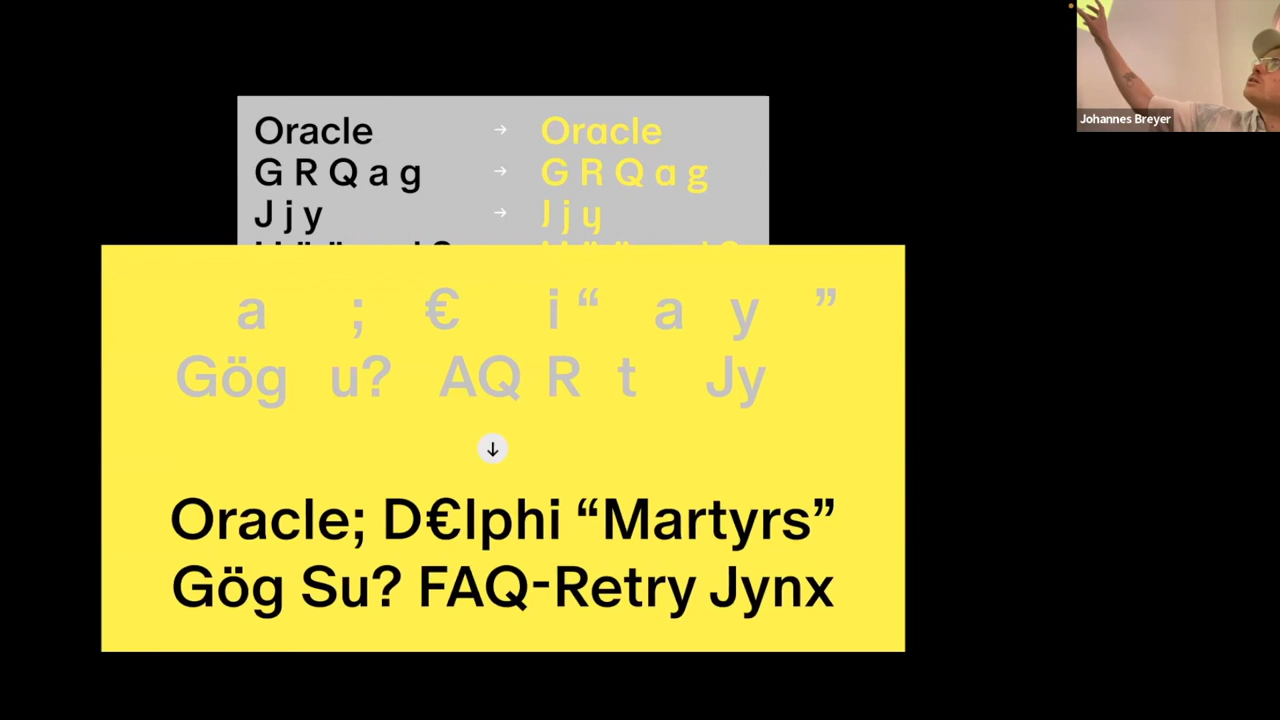 Oracle → Oracle
G R Q a g → G R Q a g
J j y → J j y
a ; € i “ a y ”
Gög u? AQ R t Jy
↓
Oracle; D€lphi “Martyrs”
Gög Su? FAQ-Retry Jynx
Johannes Breyer